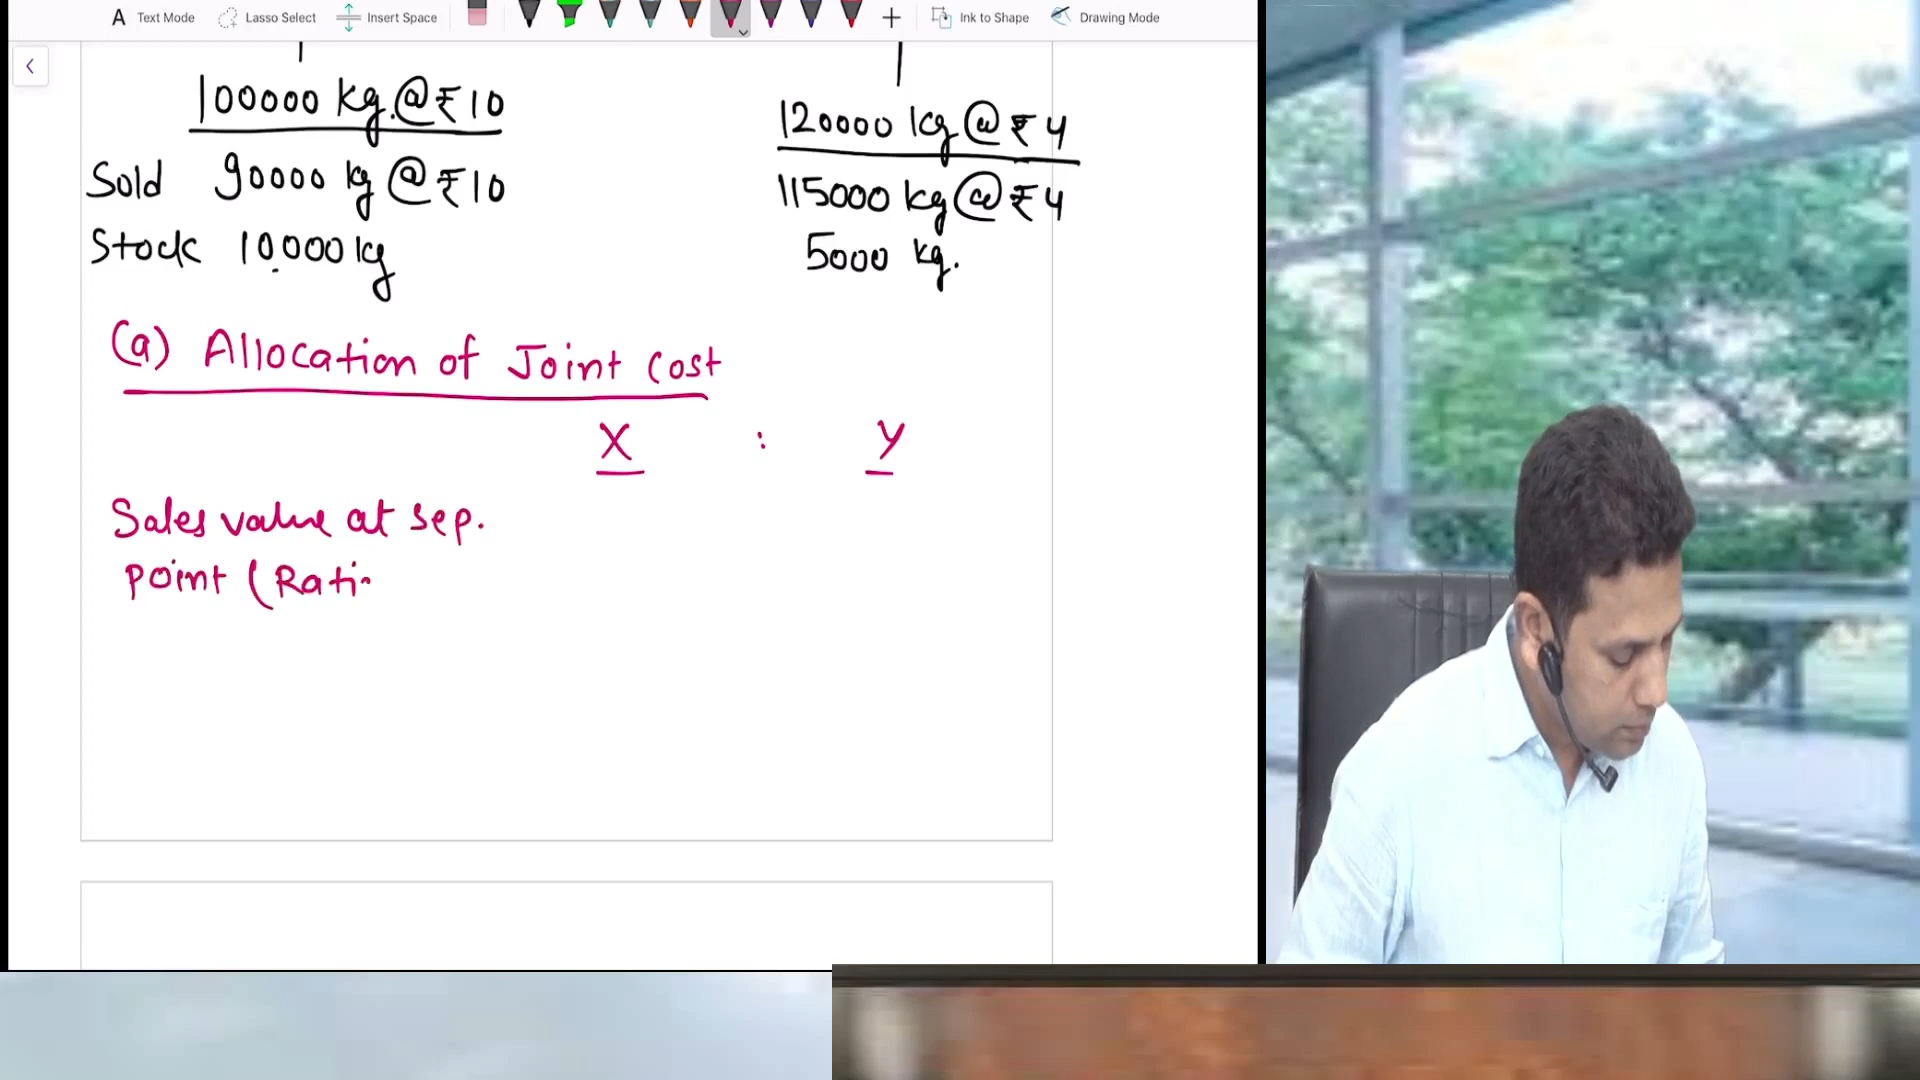 Text Mode Lasso Select Insert Space Ink to Shape Drawing Mode
100000 kg.@₹10
120000 kg@₹4
Sold 90000 kg@₹10
115000 kg@₹4
Stock 10000 kg
5000 kg.
(a) Allocation of Joint Cost
X : Y
Sales value at sep.
Point (Rati